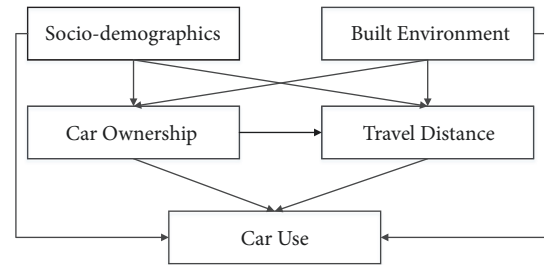 Socio-demographics
Built Environment
Car Ownership
Travel Distance
Car Use